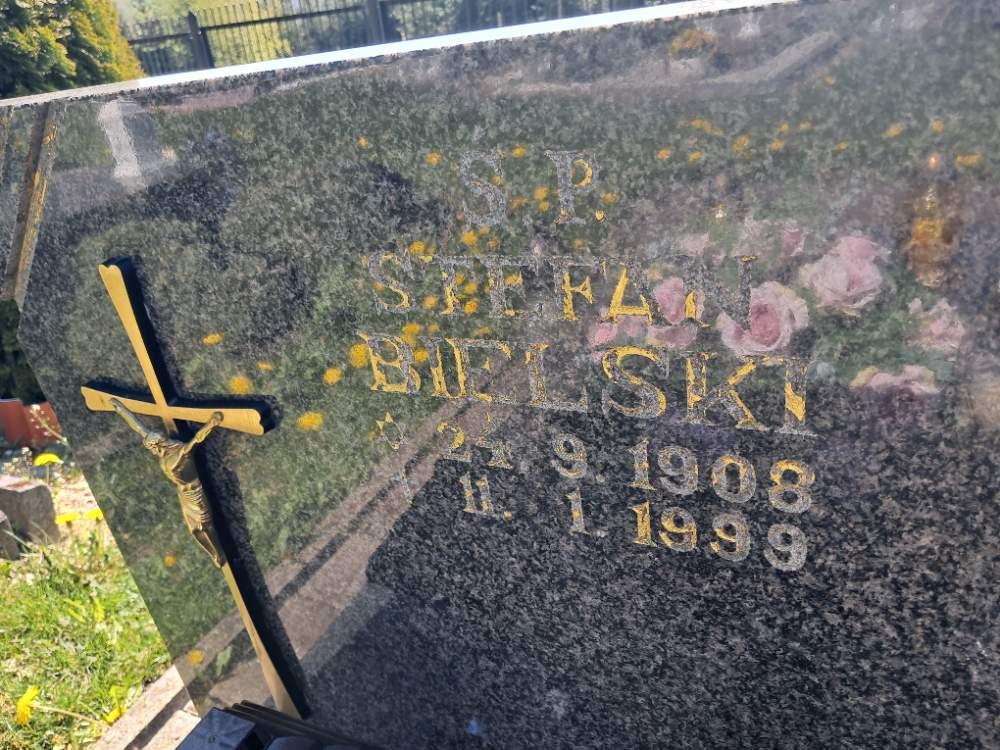 S.P.
STEFAN
BIELSKI
* 24. 9. 1908
† 11. 1. 1999